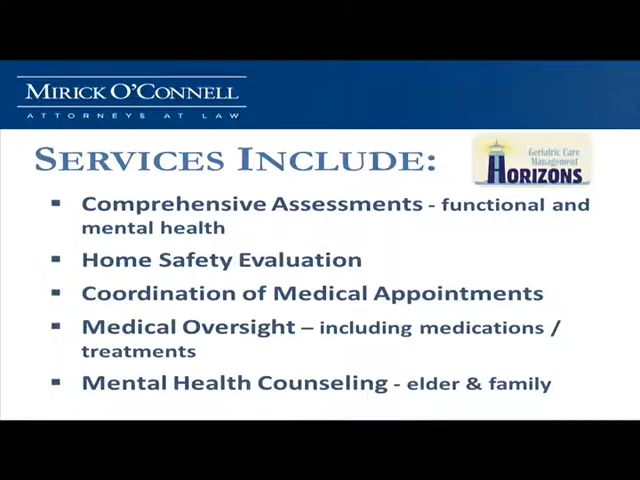 MIRICK O'CONNELL
ATTORNEYS AT LAW
SERVICES INCLUDE:
Geriatric Care
Management
HORIZONS
▪ Comprehensive Assessments - functional and
mental health
▪ Home Safety Evaluation
▪ Coordination of Medical Appointments
▪ Medical Oversight – including medications /
treatments
▪ Mental Health Counseling - elder & family